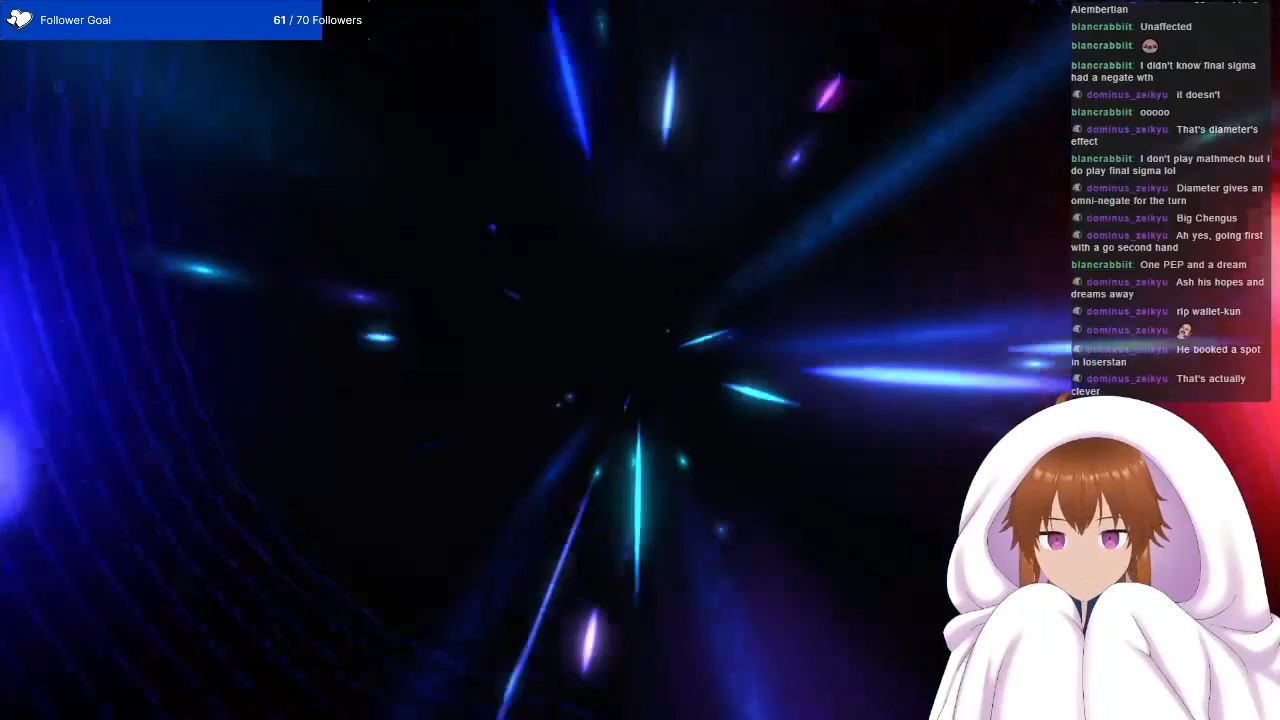 Follower Goal
61 / 70 Followers
Alembertian
blancrabbiit: Unaffected
blancrabbiit:
blancrabbiit: I didn't know final sigma
had a negate wth
dominus_zeikyu: it doesn't
blancrabbiit: ooooo
dominus_zeikyu: That's diameter's
effect
blancrabbiit: I don't play mathmech but I
do play final sigma lol
dominus_zeikyu: Diameter gives an
omni-negate for the turn
dominus_zeikyu: Big Chengus
dominus_zeikyu: Ah yes, going first
with a go second hand
blancrabbiit: One PEP and a dream
dominus_zeikyu: Ash his hopes and
dreams away
dominus_zeikyu: rip wallet-kun
dominus_zeikyu:
dominus_zeikyu: He booked a spot
in loserstan
dominus_zeikyu: That's actually
clever